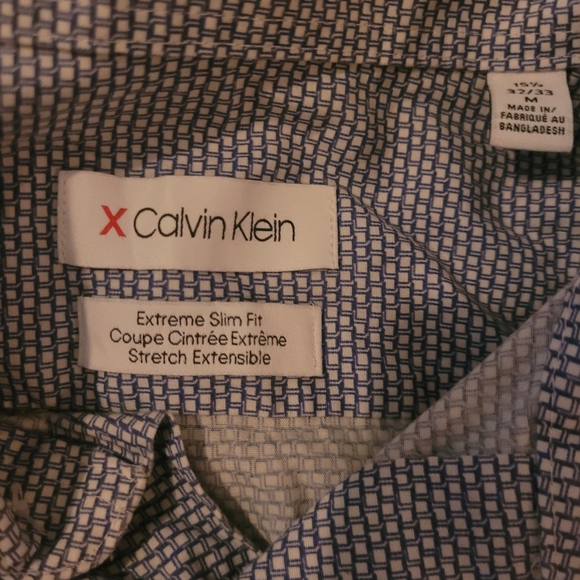 15½
32/33
M
MADE IN/
FABRIQUÉ AU
BANGLADESH
X Calvin Klein
Extreme Slim Fit
Coupe Cintrée Extrême
Stretch Extensible